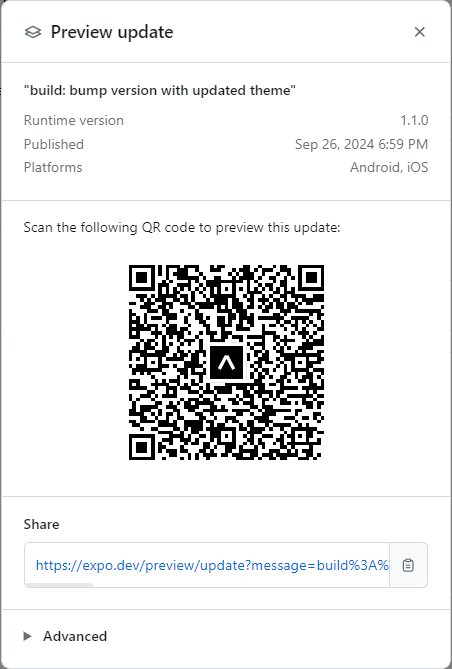 Preview update
"build: bump version with updated theme"
Runtime version 1.1.0
Published Sep 26, 2024 6:59 PM
Platforms Android, iOS
Scan the following QR code to preview this update:
Share
https://expo.dev/preview/update?message=build%3A%
Advanced